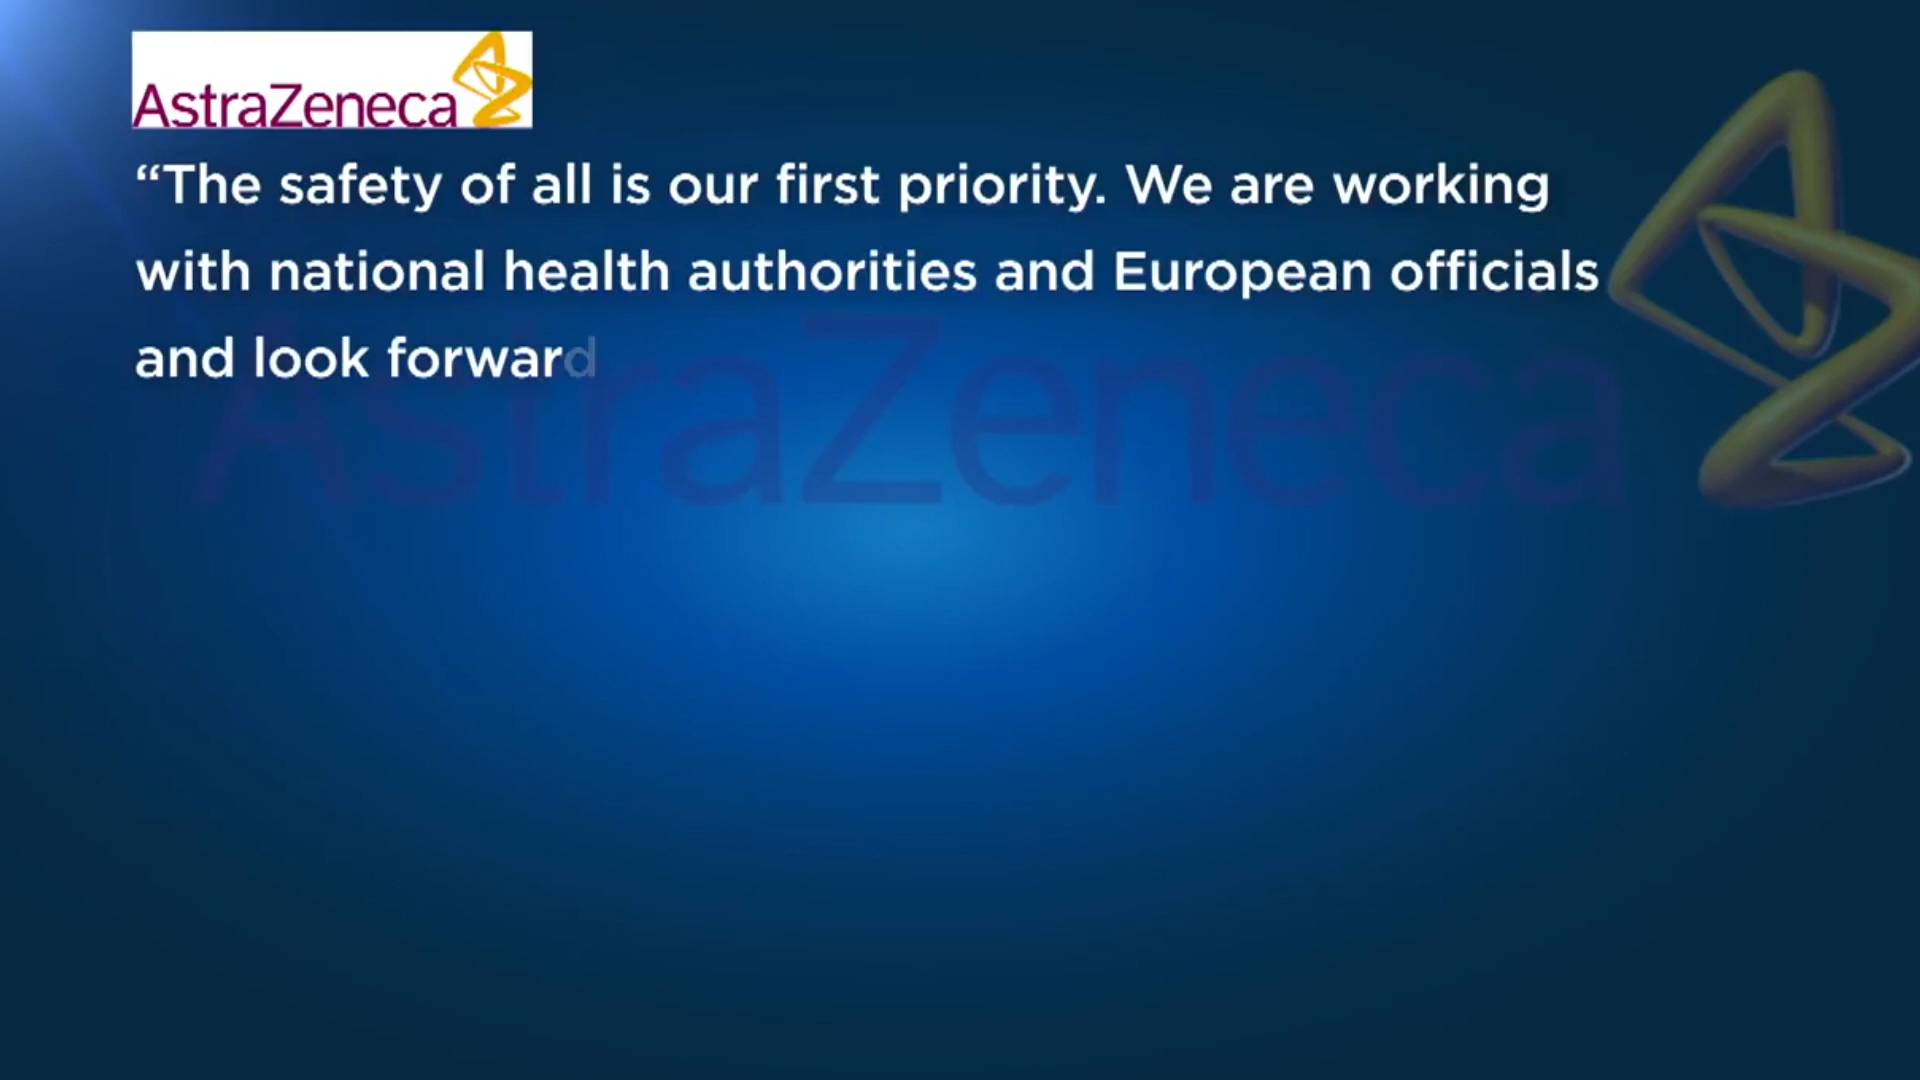 AstraZeneca
“The safety of all is our first priority. We are working
with national health authorities and European officials
and look forward
AstraZeneca